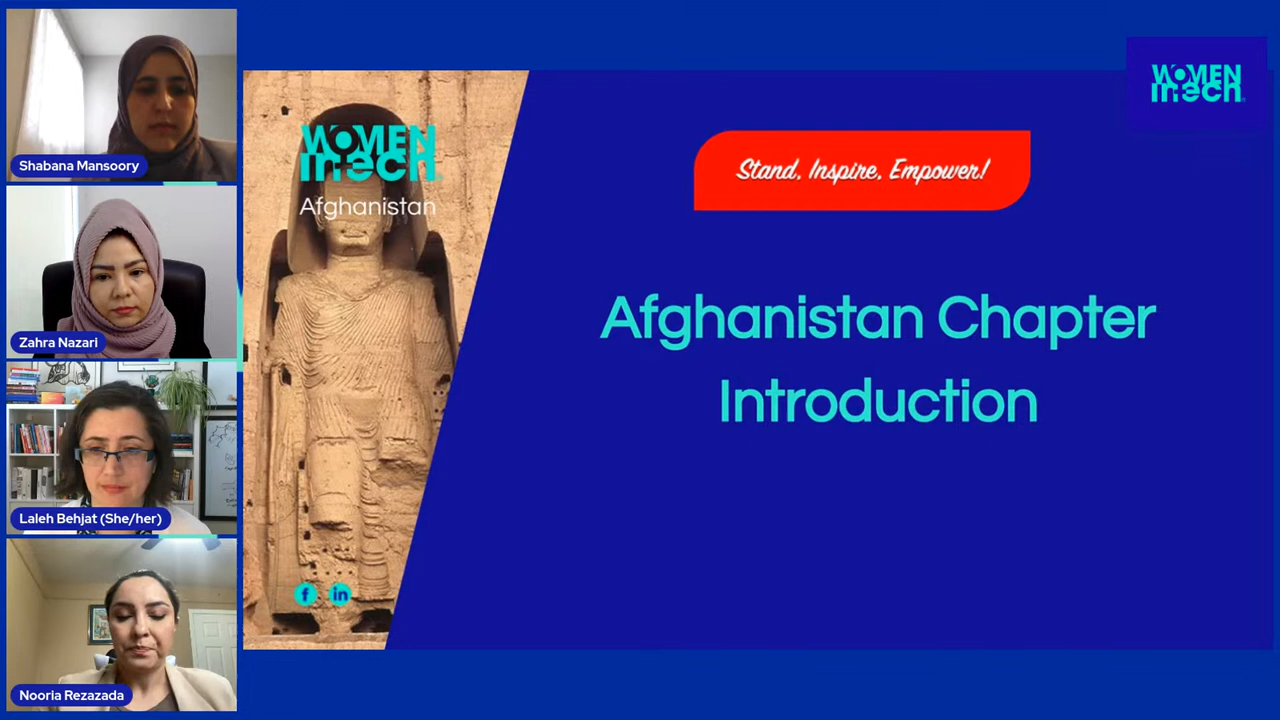 Shabana Mansoory
Zahra Nazari
Laleh Behjat (She/her)
Nooria Rezazada
WOMEN
in tech
Afghanistan
f in
Stand, Inspire, Empower!
Afghanistan Chapter
Introduction
WOMEN
in tech